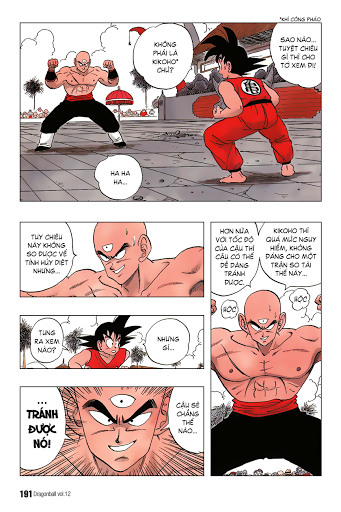 *KHÍ CÔNG PHÁO
SAO NÀO...
TUYỆT CHIÊU
GÌ THÌ CHO
TỚ XEM ĐI!
KHÔNG
PHẢI LÀ
KIKOHO*
CHỨ?
HA HA
HA...
TUY CHIÊU
NÀY KHÔNG
SO ĐƯỢC VỀ
TÍNH HỦY DIỆT
NHƯNG...
HƠN NỮA
VỚI TỐC ĐỘ
CỦA CẬU THÌ
CẬU CÓ THỂ
DỄ DÀNG
TRÁNH
ĐƯỢC.
KIKOHO THÌ
QUÁ MỨC NGUY
HIỂM, KHÔNG
ĐÁNG CHO MỘT
TRẬN SO TÀI
THẾ NÀY...
HỘC
HỘC
TUNG
RA XEM
NÀO?
NHƯNG
GÌ...
CẬU SẼ
CHẲNG
THỂ
NÀO...
...
TRÁNH
ĐƯỢC
NÓ!
191 Dragonball vol.12